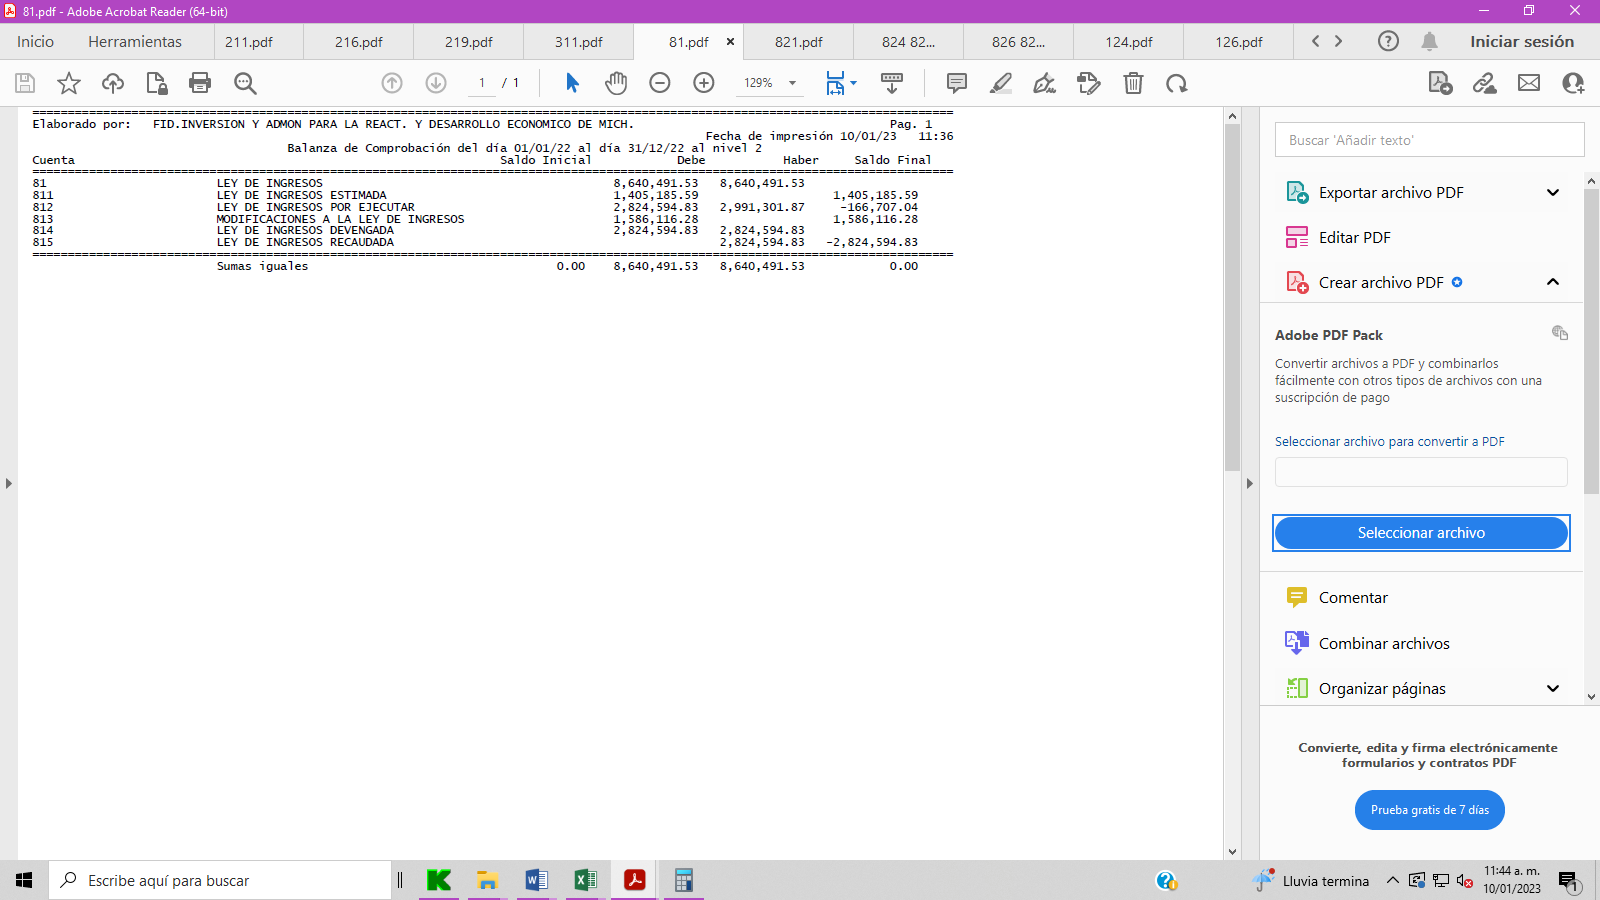 81.pdf - Adobe Acrobat Reader (64-bit)
Inicio Herramientas 211.pdf 216.pdf 219.pdf 311.pdf 81.pdf × 821.pdf 824 82... 826 82... 124.pdf 126.pdf Iniciar sesión
1 / 1 129%
Elaborado por: FID.INVERSION Y ADMON PARA LA REACT. Y DESARROLLO ECONOMICO DE MICH. Pag. 1
Fecha de impresión 10/01/23 11:36
Balanza de Comprobación del día 01/01/22 al día 31/12/22 al nivel 2
Cuenta Saldo Inicial Debe Haber Saldo Final
81 LEY DE INGRESOS 8,640,491.53 8,640,491.53
811 LEY DE INGRESOS ESTIMADA 1,405,185.59 1,405,185.59
812 LEY DE INGRESOS POR EJECUTAR 2,824,594.83 2,991,301.87 -166,707.04
813 MODIFICACIONES A LA LEY DE INGRESOS 1,586,116.28 1,586,116.28
814 LEY DE INGRESOS DEVENGADA 2,824,594.83 2,824,594.83
815 LEY DE INGRESOS RECAUDADA 2,824,594.83 -2,824,594.83
Sumas iguales 0.00 8,640,491.53 8,640,491.53 0.00
Buscar 'Añadir texto'
Exportar archivo PDF
Editar PDF
Crear archivo PDF
Adobe PDF Pack
Convertir archivos a PDF y combinarlos
fácilmente con otros tipos de archivos con una
suscripción de pago
Seleccionar archivo para convertir a PDF
Seleccionar archivo
Comentar
Combinar archivos
Organizar páginas
Convierte, edita y firma electrónicamente
formularios y contratos PDF
Prueba gratis de 7 días
Escribe aquí para buscar
Lluvia termina
11:44 a. m.
10/01/2023
1